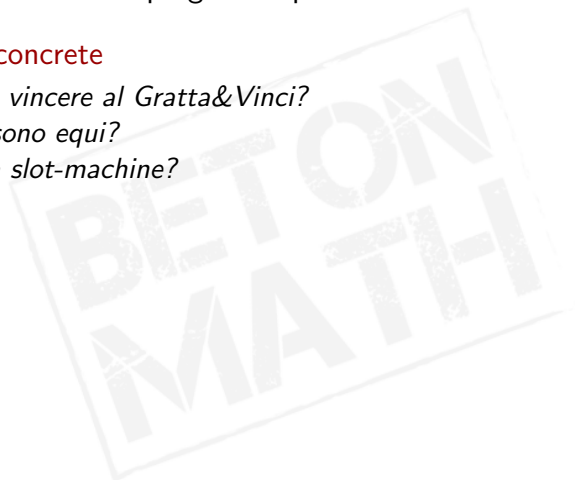 concrete
vincere al Gratta&Vinci?
sono equi?
slot-machine?
BET ON
MATH